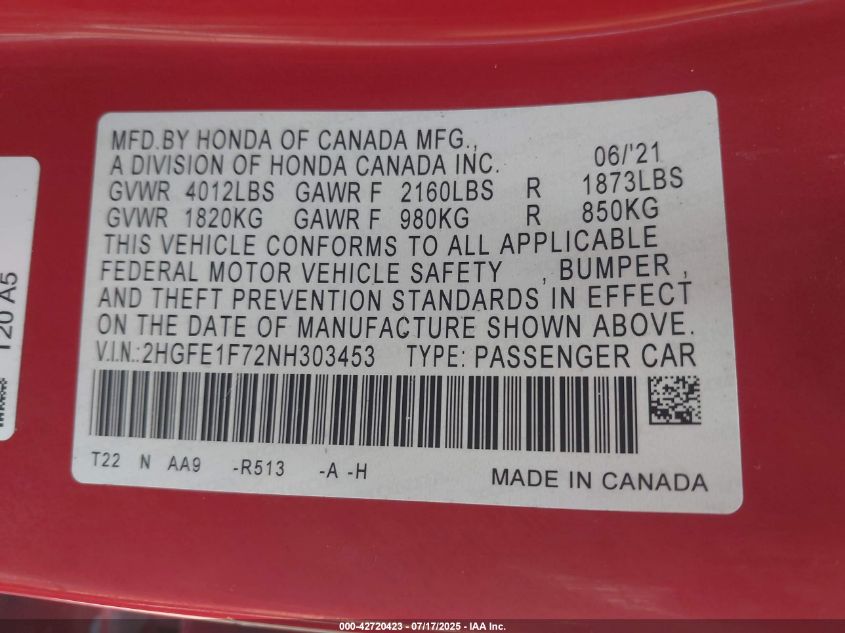 MFD.BY HONDA OF CANADA MFG.,
A DIVISION OF HONDA CANADA INC. 06/'21
GVWR 4012LBS GAWR F 2160LBS R 1873LBS
GVWR 1820KG GAWR F 980KG R 850KG
THIS VEHICLE CONFORMS TO ALL APPLICABLE
FEDERAL MOTOR VEHICLE SAFETY , BUMPER ,
AND THEFT PREVENTION STANDARDS IN EFFECT
ON THE DATE OF MANUFACTURE SHOWN ABOVE.
V.I.N.:2HGFE1F72NH303453 TYPE: PASSENGER CAR
T22 N AA9 -R513 -A -H
MADE IN CANADA
T20 A5
000-42720423 - 07/17/2025 - IAA Inc.